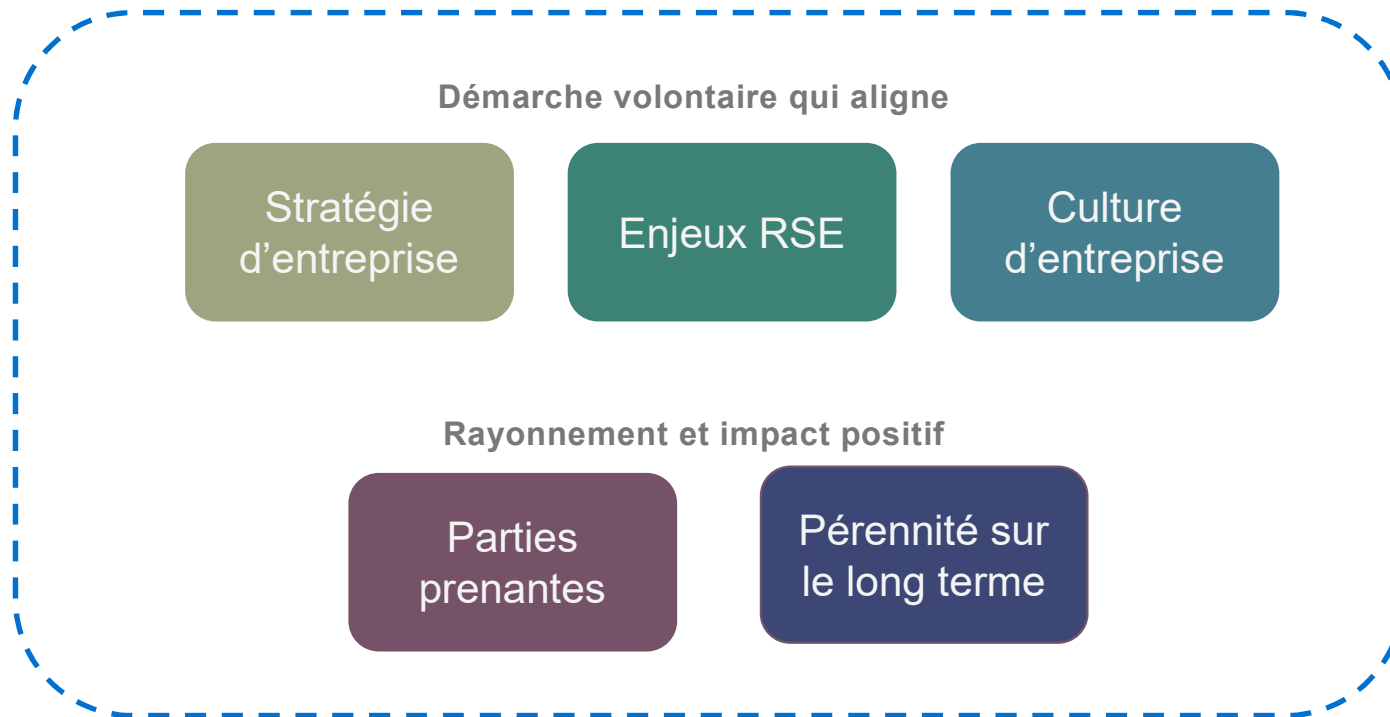 Démarche volontaire qui aligne
Stratégie
d’entreprise
Enjeux RSE
Culture
d’entreprise
Rayonnement et impact positif
Parties
prenantes
Pérennité sur
le long terme